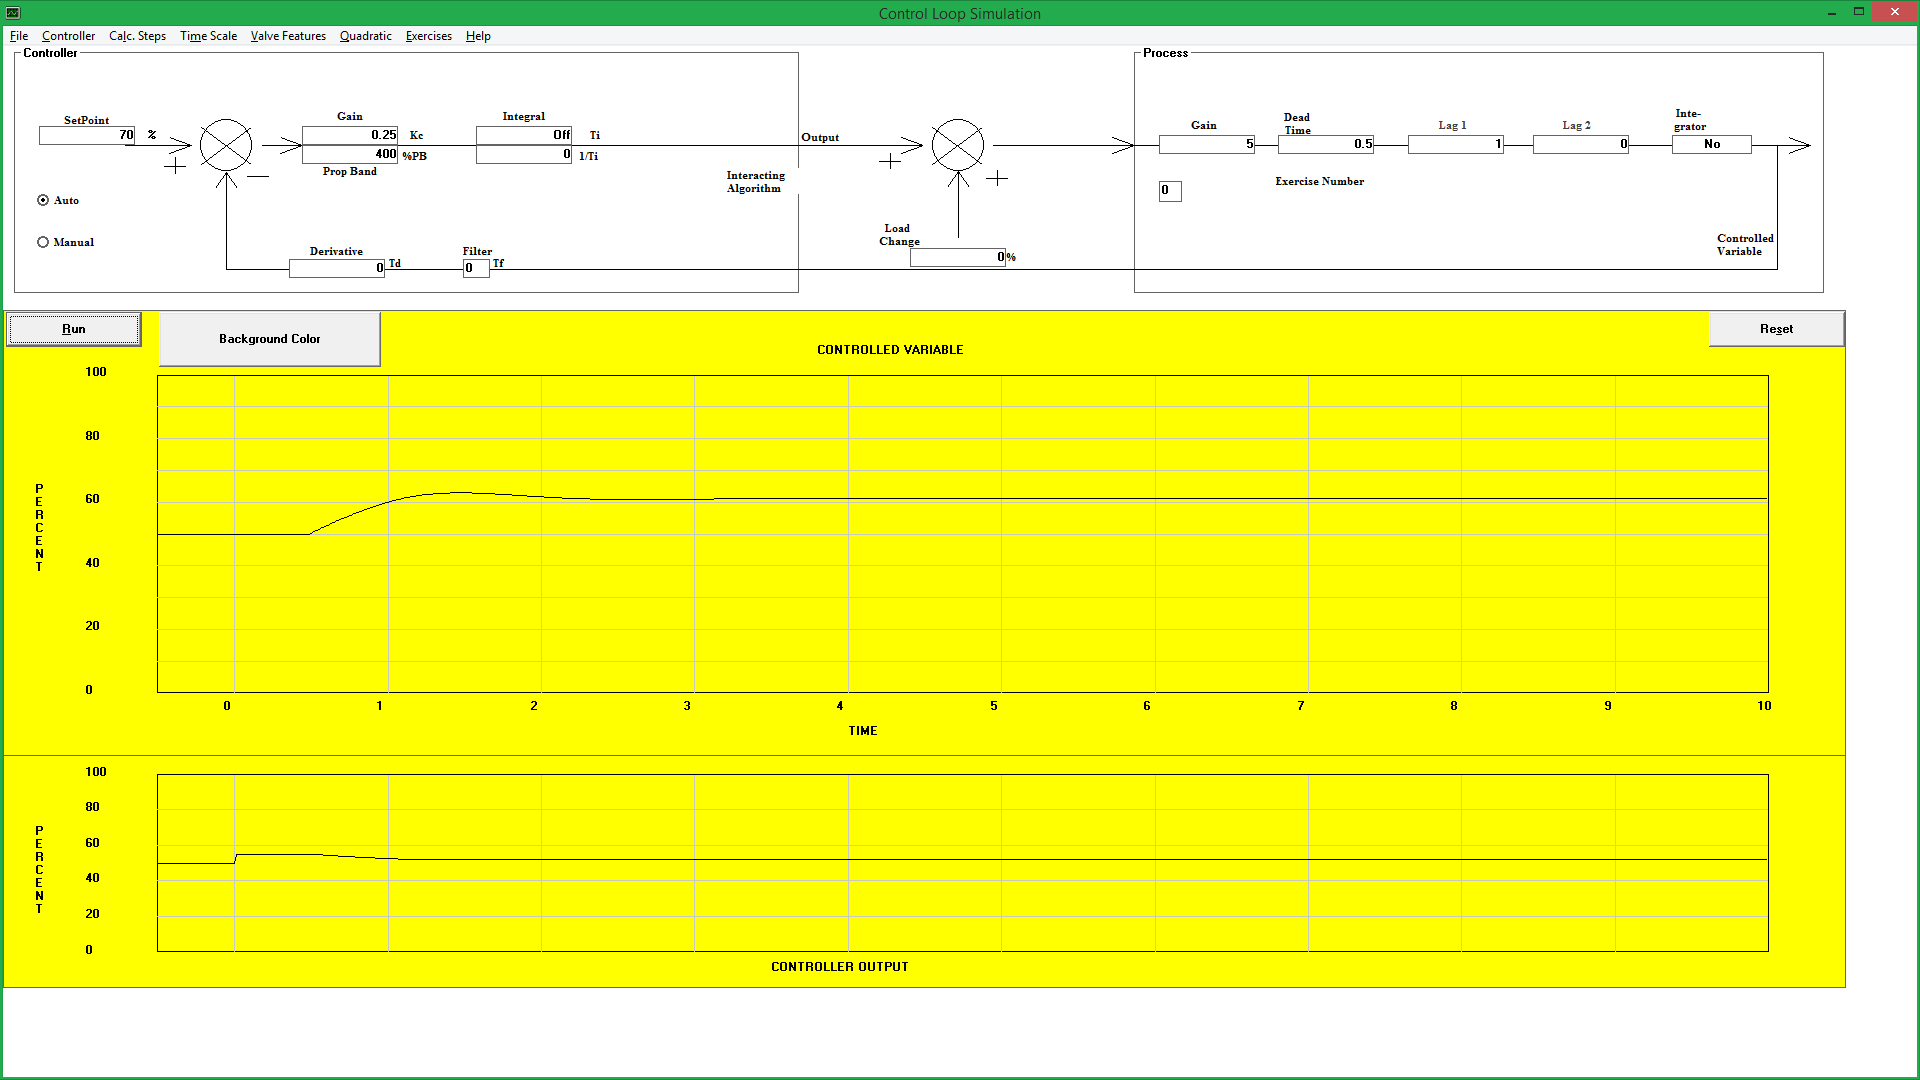 Control Loop Simulation
File Controller Calc. Steps Time Scale Valve Features Quadratic Exercises Help
Controller
SetPoint
70 %
Gain
0.25 Kc
400 %PB
Prop Band
Integral
Off Ti
0 1/Ti
Output
Interacting
Algorithm
Auto
Manual
Derivative
0 Td
Filter
0 Tf
Load
Change
0 %
Process
Gain
5
Dead
Time
0.5
Lag 1
1
Lag 2
0
Inte-
grator
No
0
Exercise Number
Controlled
Variable
Run
Background Color
Reset
CONTROLLED VARIABLE
PERCENT
100
80
60
40
20
0
0 1 2 3 4 5 6 7 8 9 10
TIME
PERCENT
100
80
60
40
20
0
CONTROLLER OUTPUT